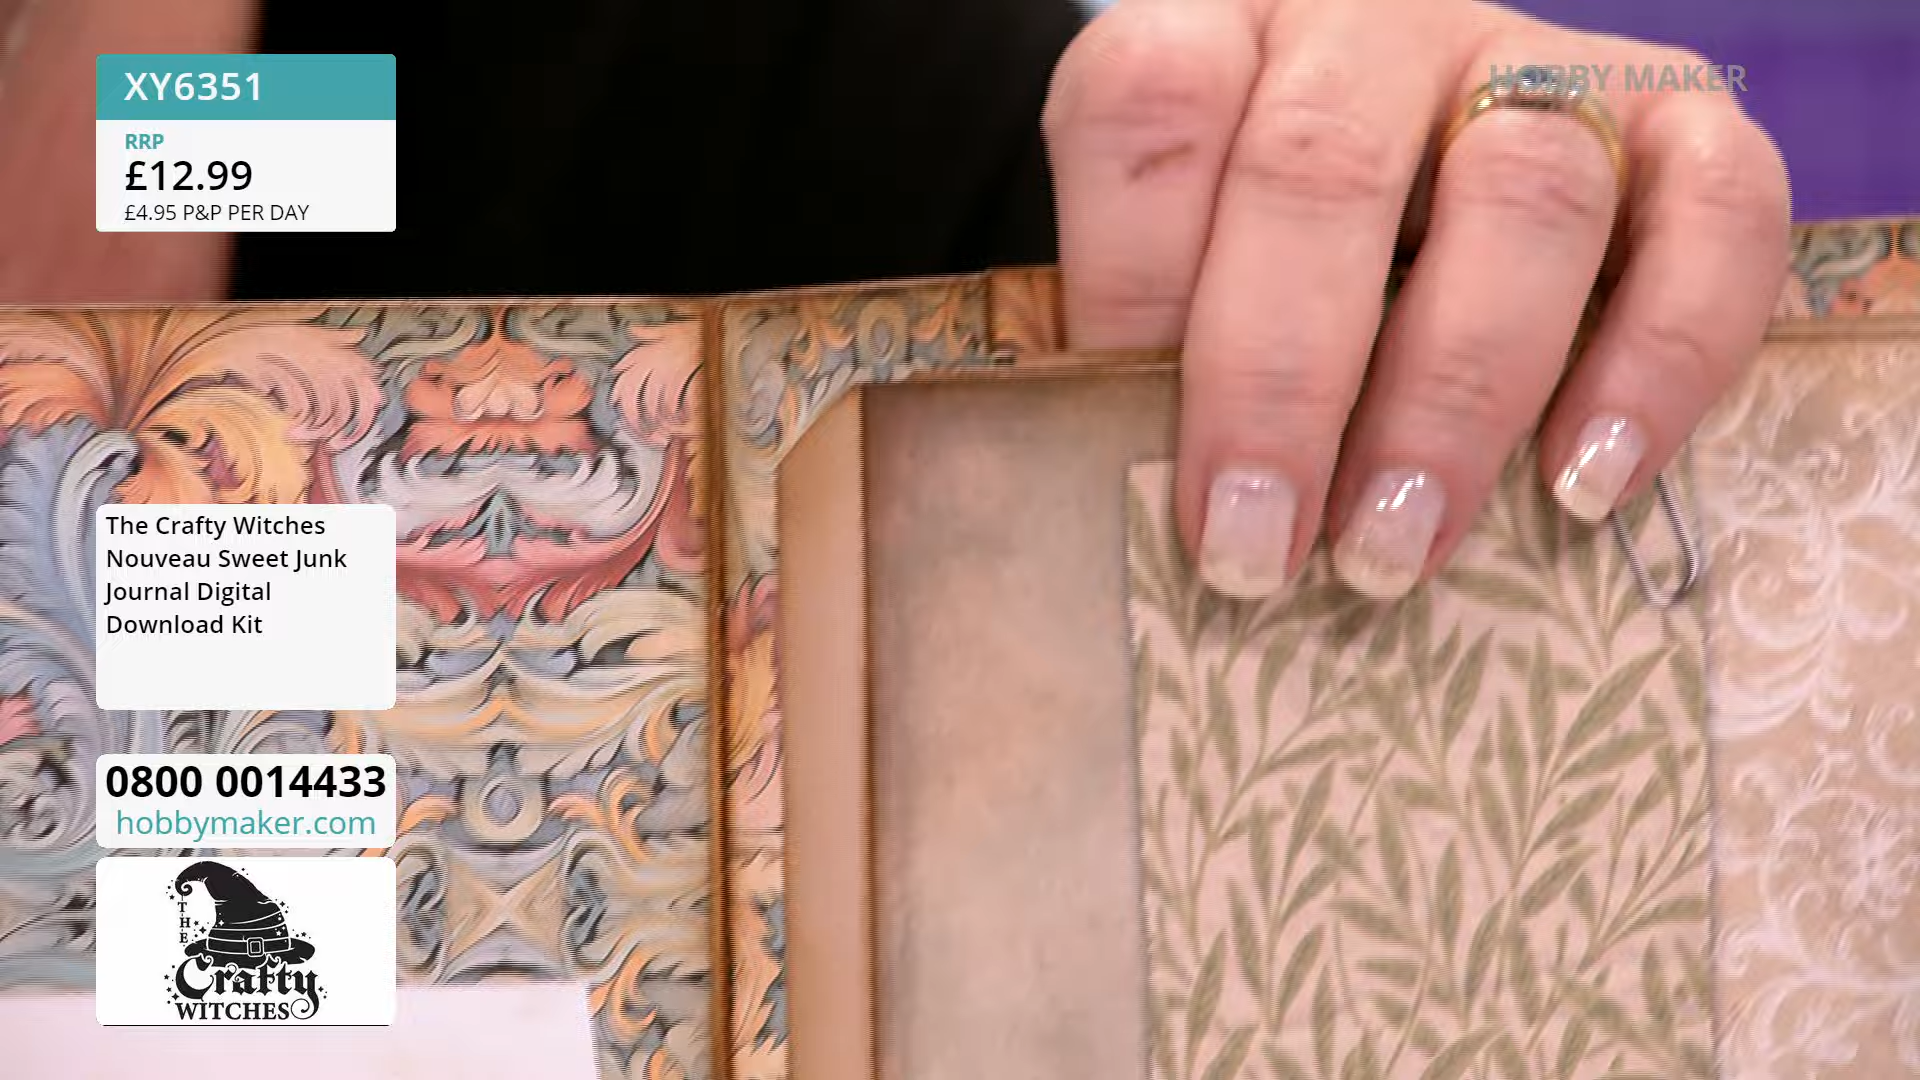 XY6351
RRP
£12.99
£4.95 P&P PER DAY
HOBBY MAKER
The Crafty Witches
Nouveau Sweet Junk
Journal Digital
Download Kit
0800 0014433
hobbymaker.com
THE
Crafty
WITCHES